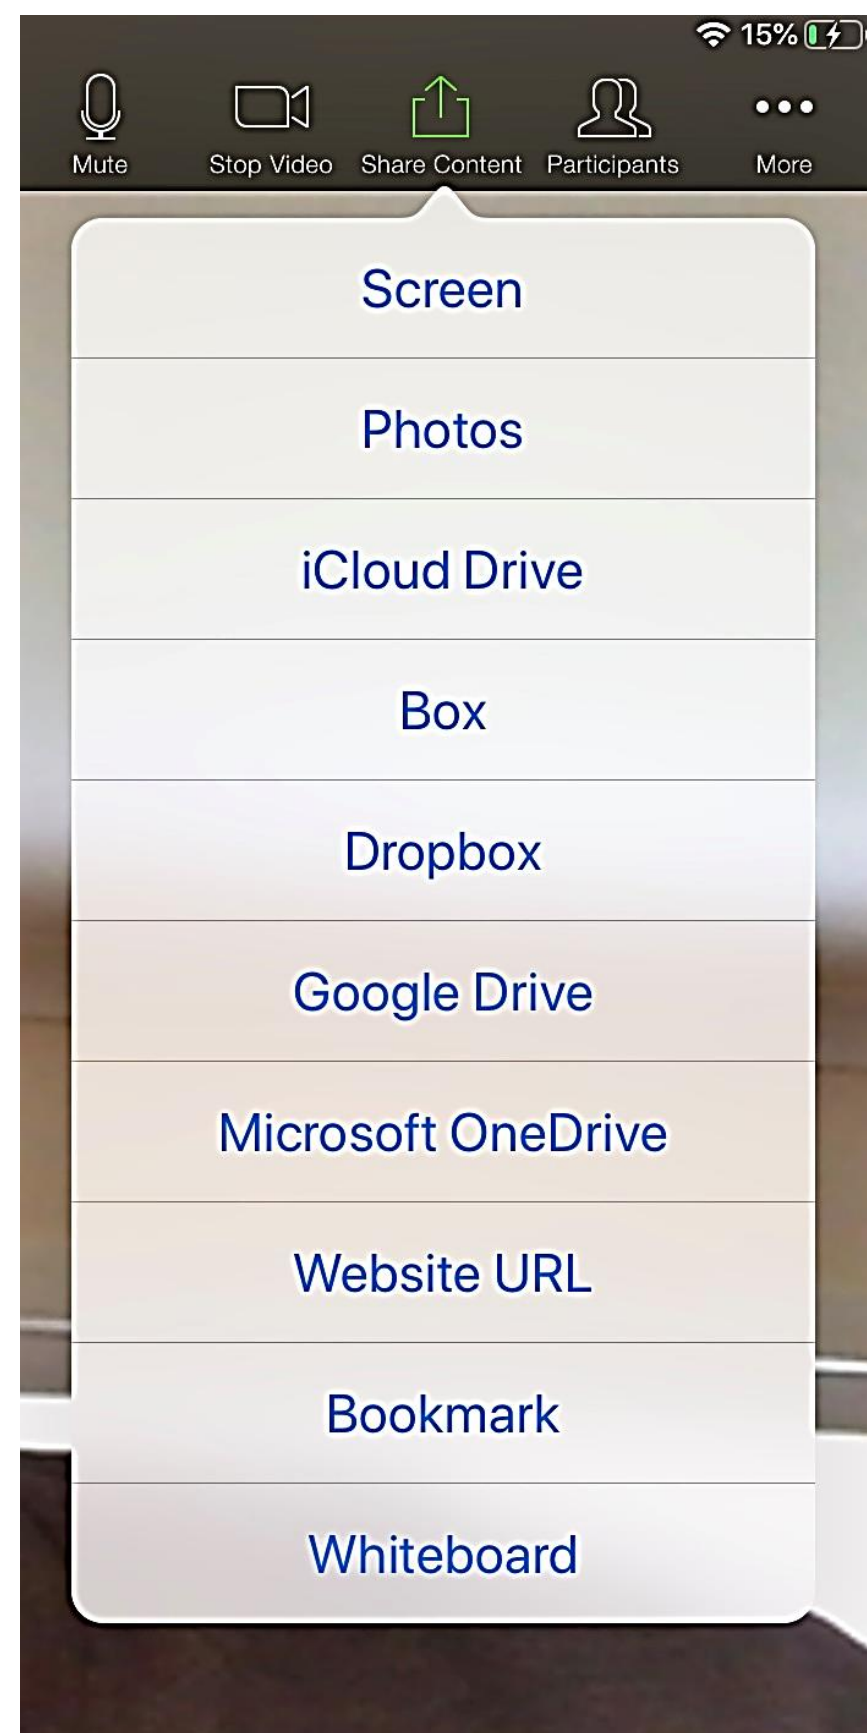 15%
Mute Stop Video Share Content Participants More
Screen
Photos
iCloud Drive
Box
Dropbox
Google Drive
Microsoft OneDrive
Website URL
Bookmark
Whiteboard